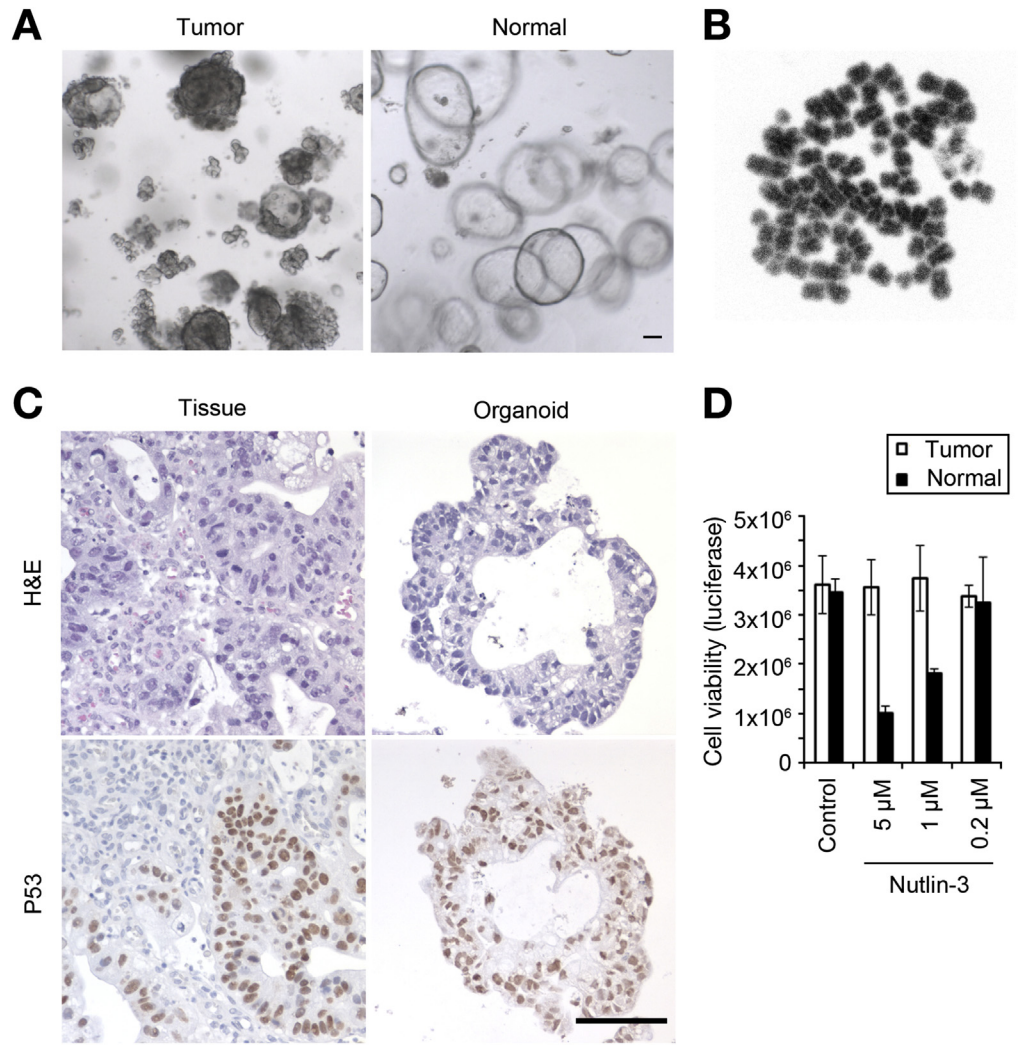 A
Tumor
Normal
B
C
Tissue
Organoid
H&E
P53
D
Tumor
Normal
Cell viability (luciferase)
5x10⁶
4x10⁶
3x10⁶
2x10⁶
1x10⁶
0
Control
5 µM
1 µM
0.2 µM
Nutlin-3